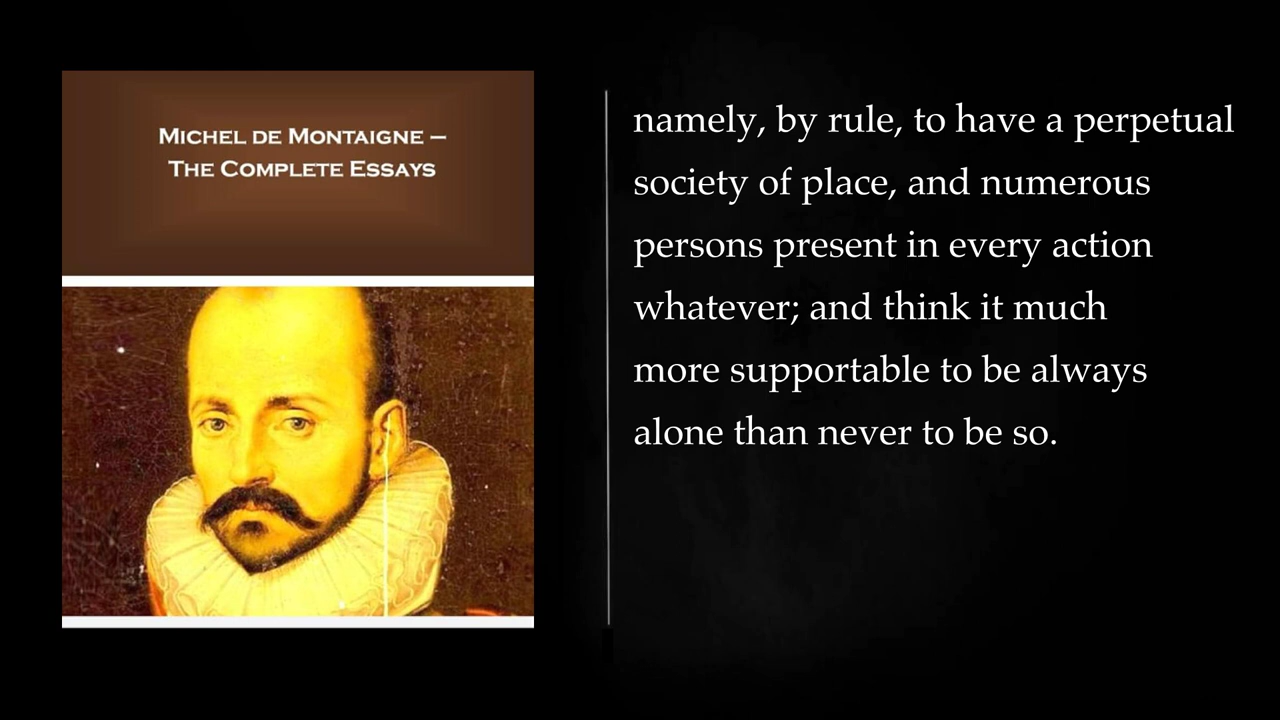 MICHEL DE MONTAIGNE –
THE COMPLETE ESSAYS
namely, by rule, to have a perpetual
society of place, and numerous
persons present in every action
whatever; and think it much
more supportable to be always
alone than never to be so.